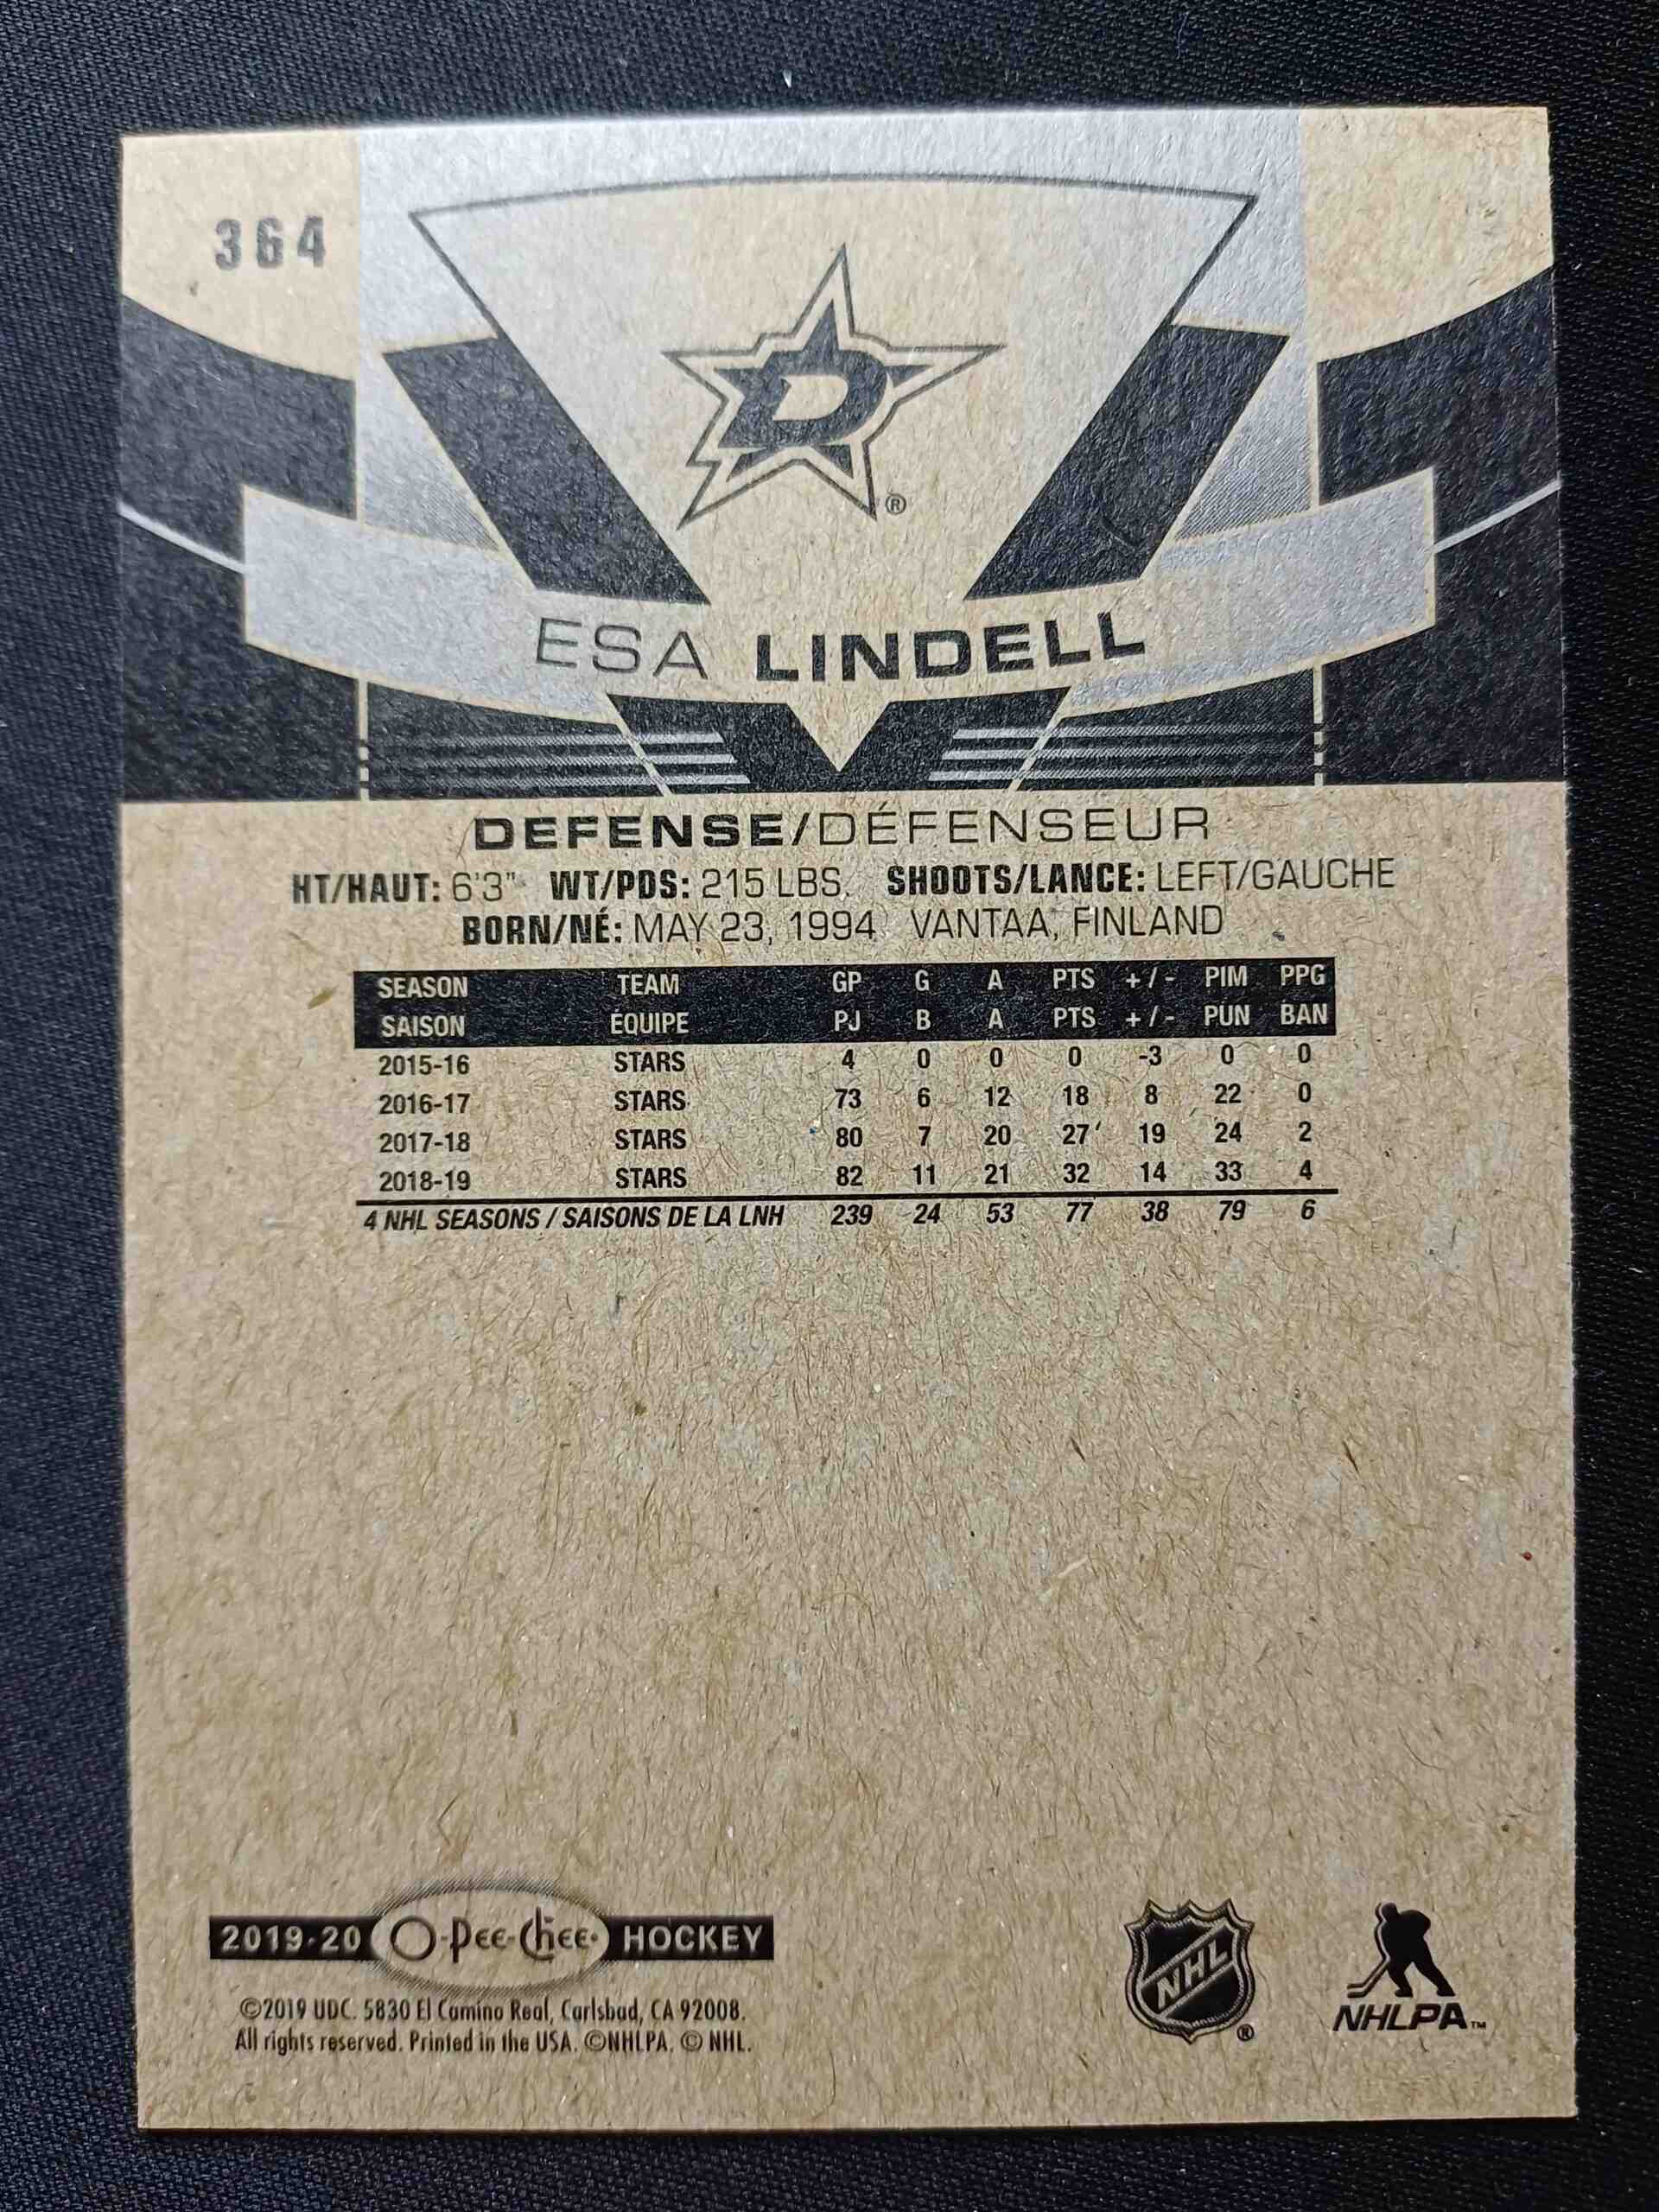 364
D
®
ESA LINDELL
DEFENSE/DÉFENSEUR
HT/HAUT: 6'3" WT/PDS: 215 LBS. SHOOTS/LANCE: LEFT/GAUCHE
BORN/NÉ: MAY 23, 1994 VANTAA, FINLAND
SEASON TEAM GP G A PTS +/- PIM PPG
SAISON ÉQUIPE PJ B A PTS +/- PUN BAN
2015-16 STARS 4 0 0 0 -3 0 0
2016-17 STARS 73 6 12 18 8 22 0
2017-18 STARS 80 7 20 27 19 24 2
2018-19 STARS 82 11 21 32 14 33 4
4 NHL SEASONS / SAISONS DE LA LNH 239 24 53 77 38 79 6
2019-20 O-Pee-Chee HOCKEY
©2019 UDC. 5830 El Camino Real, Carlsbad, CA 92008.
All rights reserved. Printed in the USA. ©NHLPA. © NHL.
NHL ®
NHLPA™